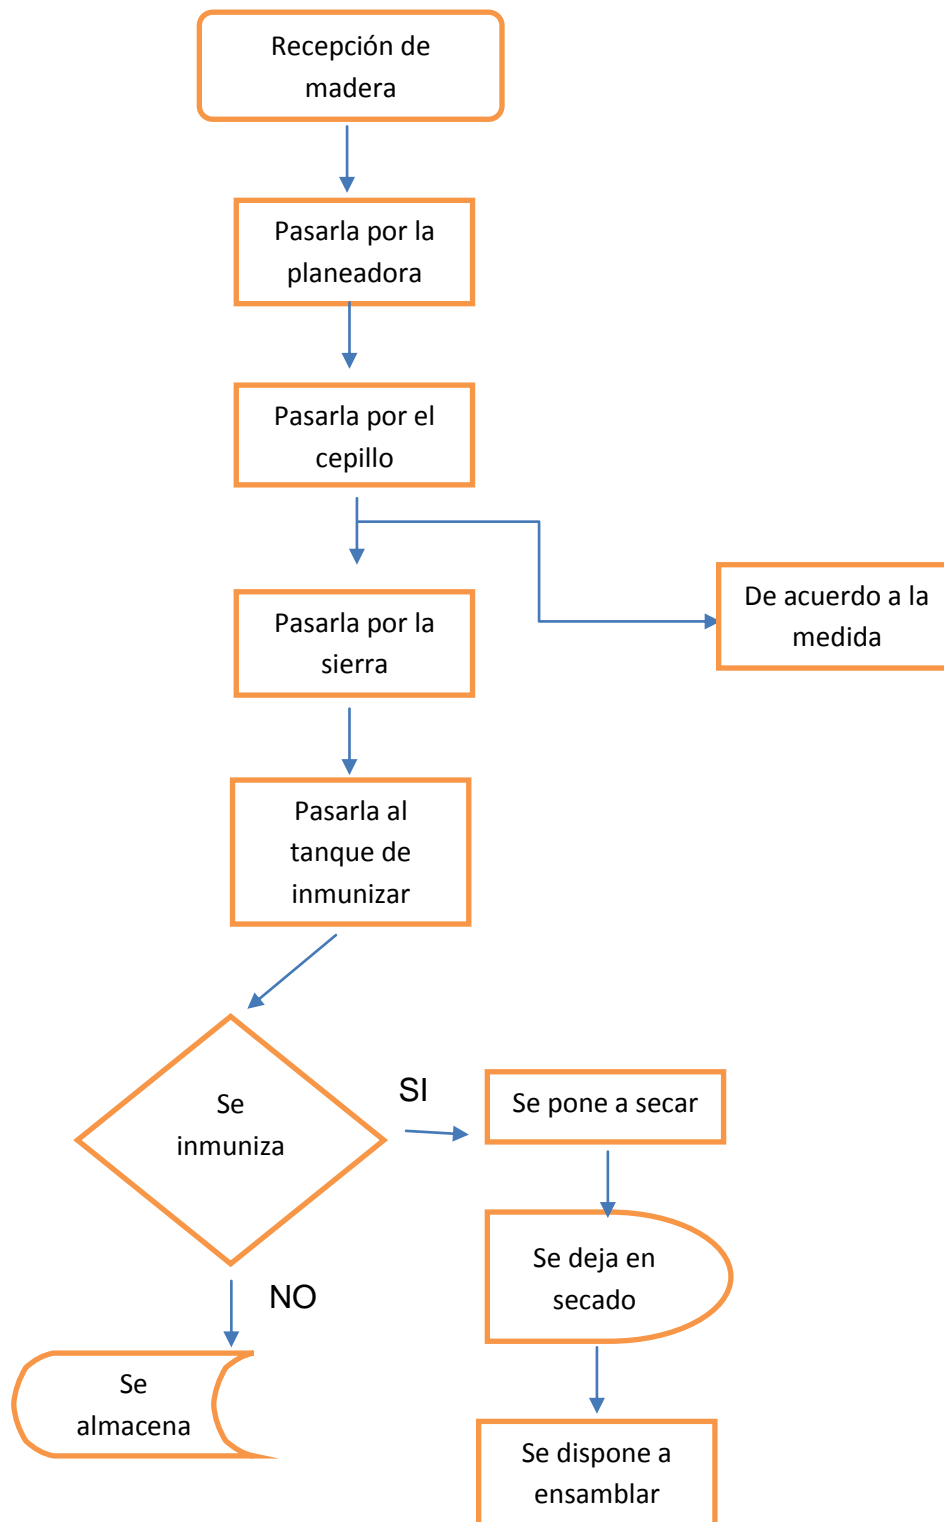 Recepción de
madera
Pasarla por la
planeadora
Pasarla por el
cepillo
De acuerdo a la
medida
Pasarla por la
sierra
Pasarla al
tanque de
inmunizar
Se
inmuniza
SI
Se pone a secar
Se deja en
secado
NO
Se
almacena
Se dispone a
ensamblar